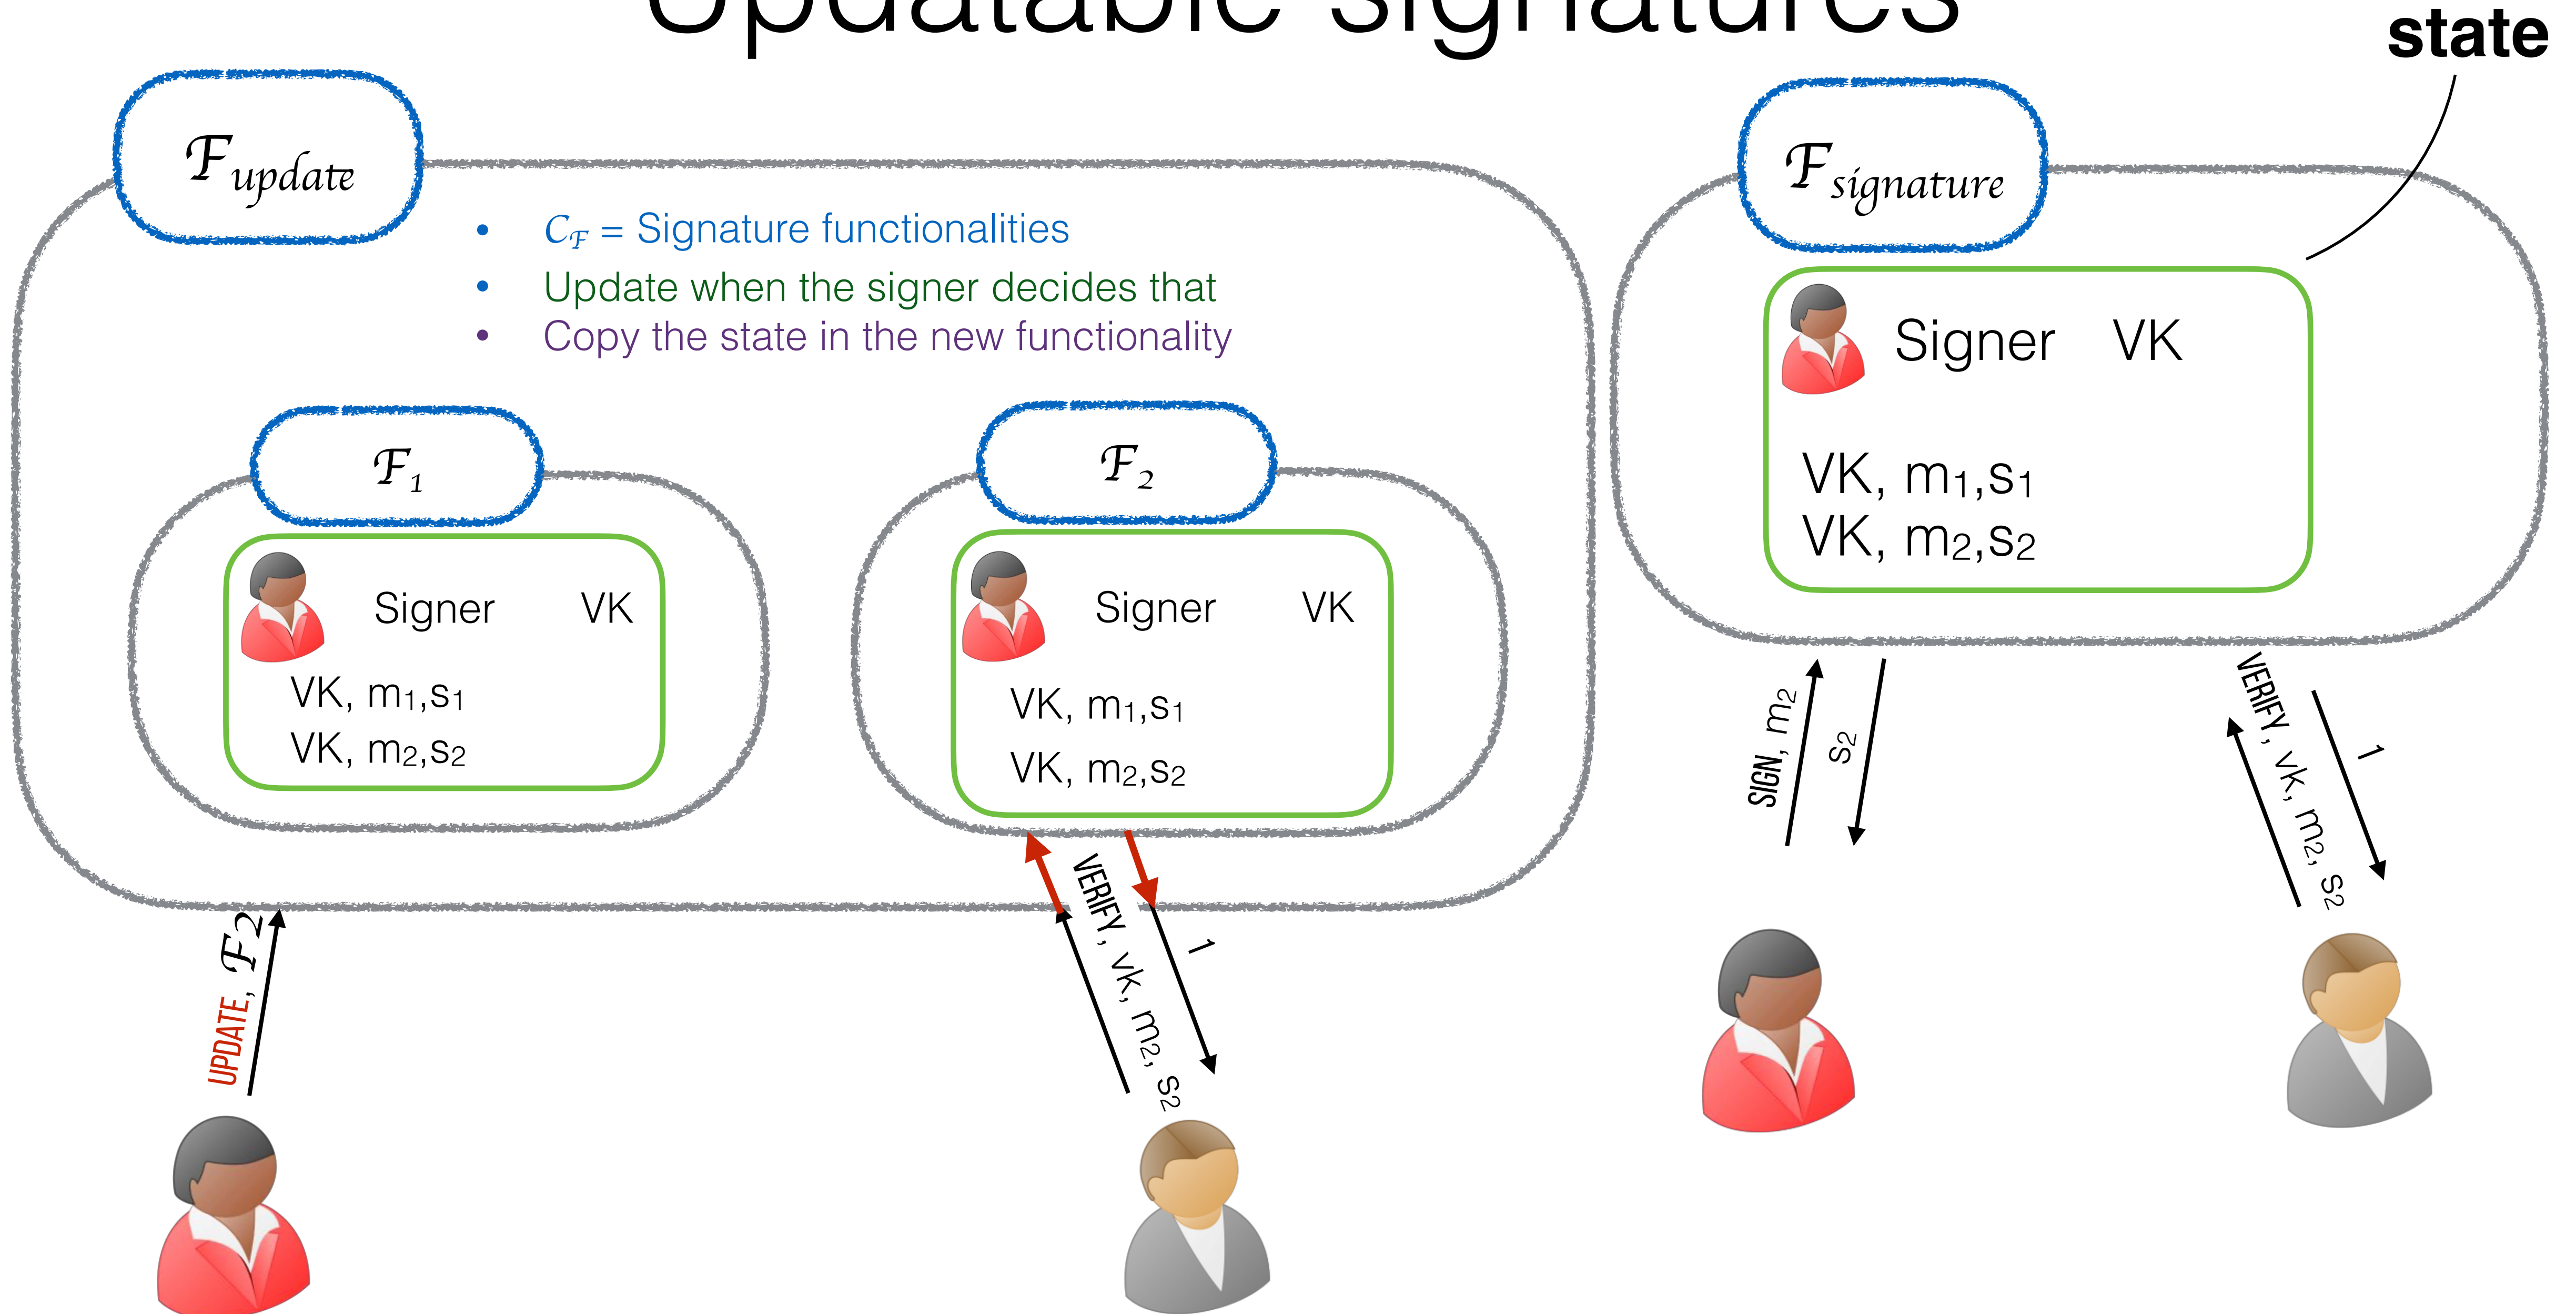 Updatable signatures
state
ℱupdate
• C_ℱ = Signature functionalities
• Update when the signer decides that
• Copy the state in the new functionality
ℱ1
Signer VK
VK, m1,s1
VK, m2,s2
ℱ2
Signer VK
VK, m1,s1
VK, m2,s2
UPDATE, ℱ2
VERIFY, vk, m2, s2
1
ℱsignature
Signer VK
VK, m1,s1
VK, m2,s2
SIGN, m2
s2
VERIFY, vk, m2, s2
1